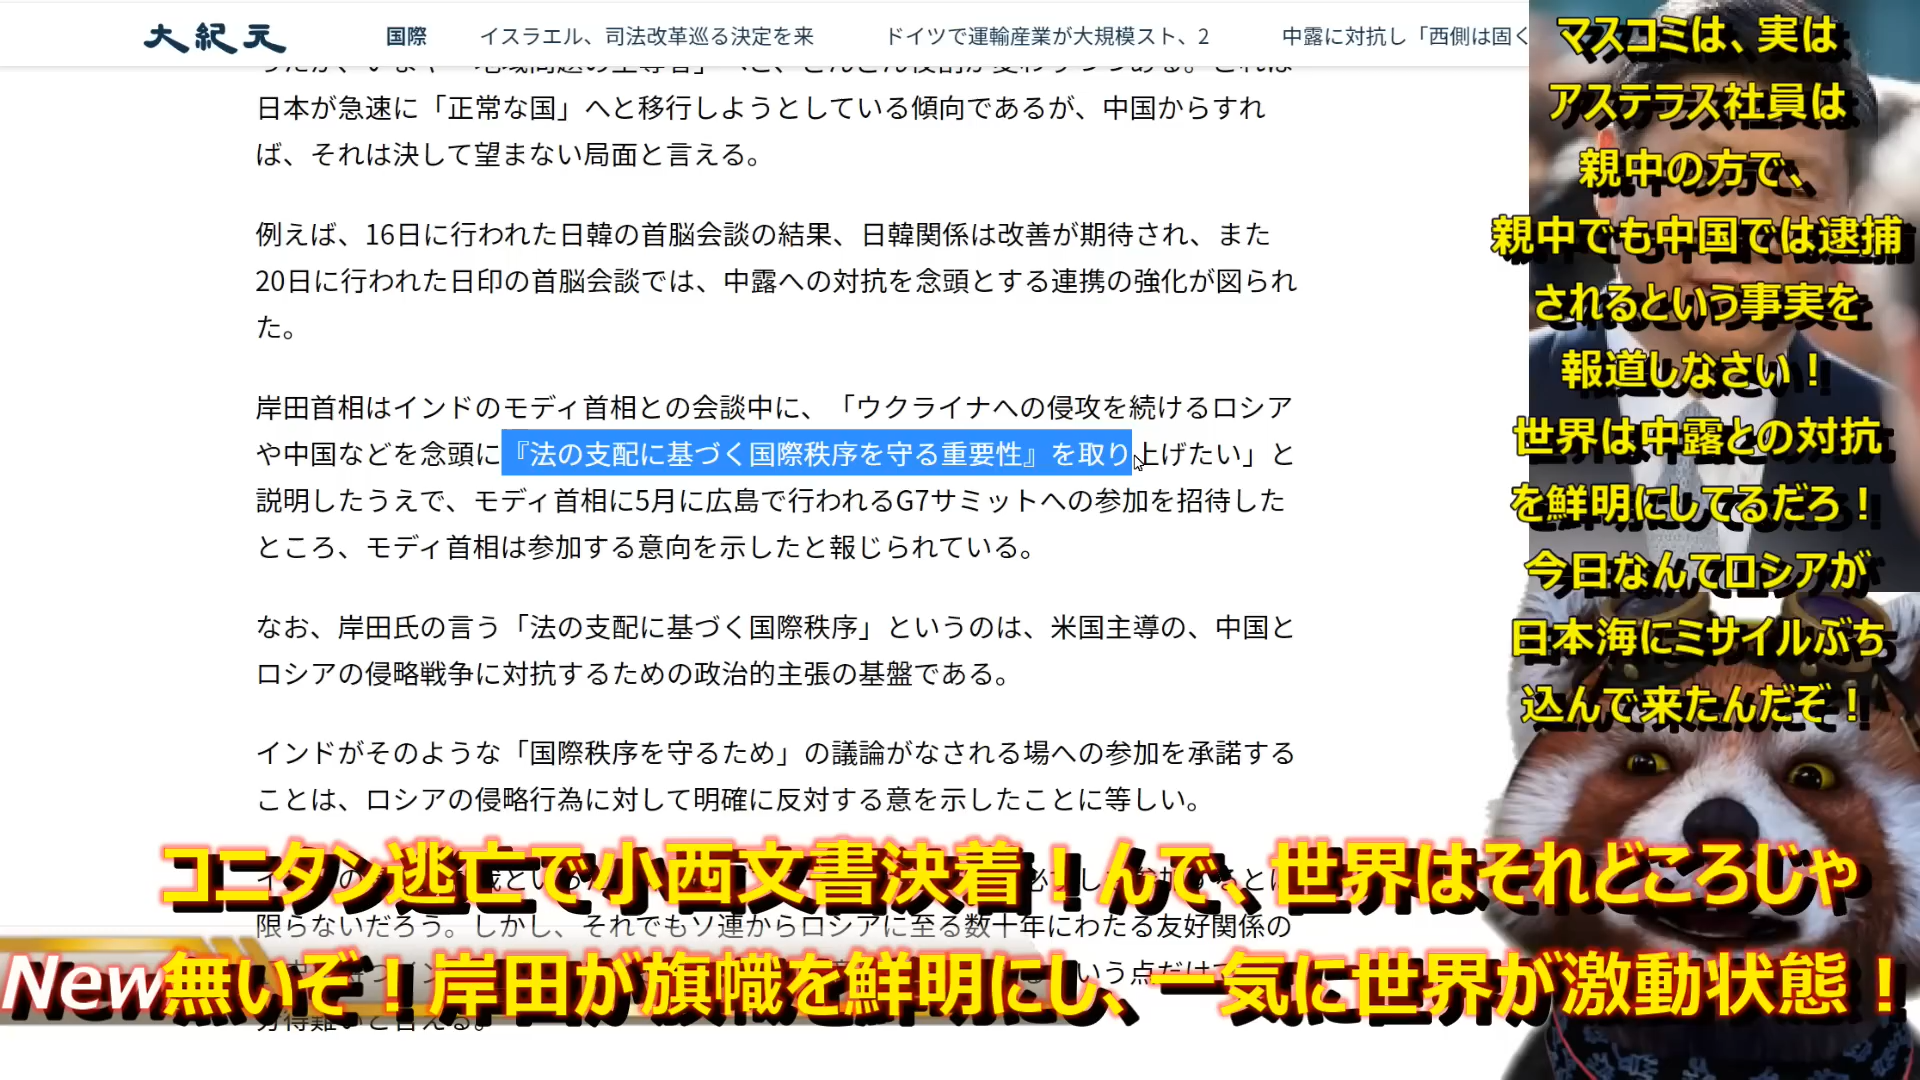 大紀元
国際 イスラエル、司法改革巡る決定を来 ドイツで運輸産業が大規模スト、2 中露に対抗し「西側は固く
日本が急速に「正常な国」へと移行しようとしている傾向であるが、中国からすれ
ば、それは決して望まない局面と言える。
例えば、16日に行われた日韓の首脳会談の結果、日韓関係は改善が期待され、また
20日に行われた日印の首脳会談では、中露への対抗を念頭とする連携の強化が図られ
た。
岸田首相はインドのモディ首相との会談中に、「ウクライナへの侵攻を続けるロシア
や中国などを念頭に『法の支配に基づく国際秩序を守る重要性』を取り上げたい」と
説明したうえで、モディ首相に5月に広島で行われるG7サミットへの参加を招待した
ところ、モディ首相は参加する意向を示したと報じられている。
なお、岸田氏の言う「法の支配に基づく国際秩序」というのは、米国主導の、中国と
ロシアの侵略戦争に対抗するための政治的主張の基盤である。
インドがそのような「国際秩序を守るため」の議論がなされる場への参加を承諾する
ことは、ロシアの侵略行為に対して明確に反対する意を示したことに等しい。
限らないだろう。しかし、それでもソ連からロシアに至る数十年にわたる友好関係の
マスコミは、実は
アステラス社員は
親中の方で、
親中でも中国では逮捕
されるという事実を
報道しなさい！
世界は中露との対抗
を鮮明にしてるだろ！
今日なんてロシアが
日本海にミサイルぶち
込んで来たんだぞ！
コニタン逃亡で小西文書決着！んで、世界はそれどころじゃ
New
無いぞ！岸田が旗幟を鮮明にし、一気に世界が激動状態！